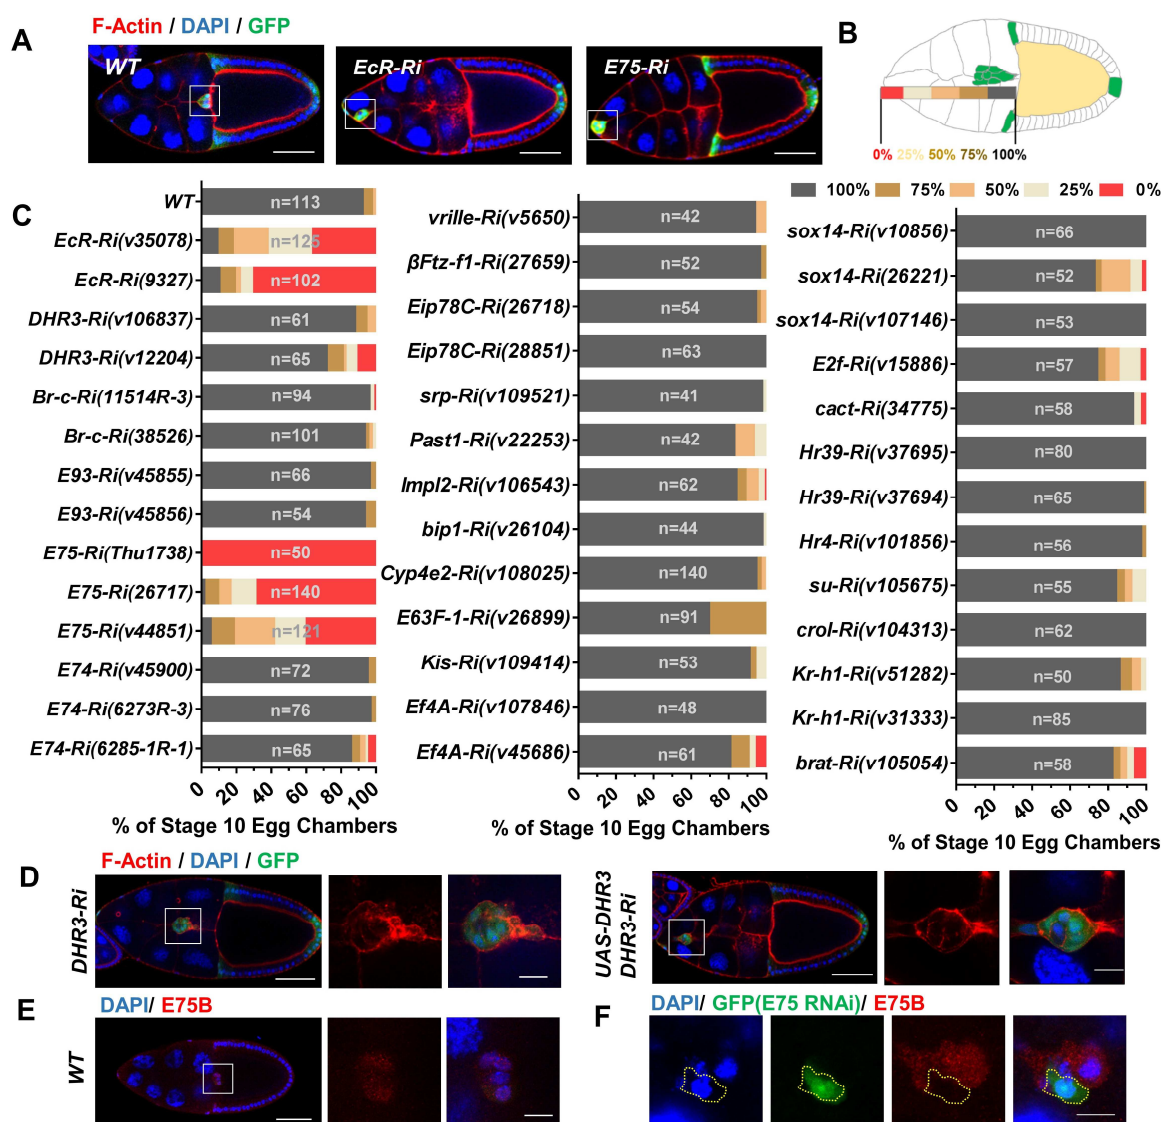 A
F-Actin / DAPI / GFP
WT
EcR-Ri
E75-Ri
B
0% 25% 50% 75% 100%
100% 75% 50% 25% 0%
C
WT n=113
EcR-Ri(v35078) n=125
EcR-Ri(9327) n=102
DHR3-Ri(v106837) n=61
DHR3-Ri(v12204) n=65
Br-c-Ri(11514R-3) n=94
Br-c-Ri(38526) n=101
E93-Ri(v45855) n=66
E93-Ri(v45856) n=54
E75-Ri(Thu1738) n=50
E75-Ri(26717) n=140
E75-Ri(v44851) n=121
E74-Ri(v45900) n=72
E74-Ri(6273R-3) n=76
E74-Ri(6285-1R-1) n=65
0 20 40 60 80 100
% of Stage 10 Egg Chambers
vrille-Ri(v5650) n=42
βFtz-f1-Ri(27659) n=52
Eip78C-Ri(26718) n=54
Eip78C-Ri(28851) n=63
srp-Ri(v109521) n=41
Past1-Ri(v22253) n=42
Impl2-Ri(v106543) n=62
bip1-Ri(v26104) n=44
Cyp4e2-Ri(v108025) n=140
E63F-1-Ri(v26899) n=91
Kis-Ri(v109414) n=53
Ef4A-Ri(v107846) n=48
Ef4A-Ri(v45686) n=61
0 20 40 60 80 100
% of Stage 10 Egg Chambers
sox14-Ri(v10856) n=66
sox14-Ri(26221) n=52
sox14-Ri(v107146) n=53
E2f-Ri(v15886) n=57
cact-Ri(34775) n=58
Hr39-Ri(v37695) n=80
Hr39-Ri(v37694) n=65
Hr4-Ri(v101856) n=56
su-Ri(v105675) n=55
crol-Ri(v104313) n=62
Kr-h1-Ri(v51282) n=50
Kr-h1-Ri(v31333) n=85
brat-Ri(v105054) n=58
0 20 40 60 80 100
% of Stage 10 Egg Chambers
D
F-Actin / DAPI / GFP
DHR3-Ri
UAS-DHR3
DHR3-Ri
E
DAPI/ E75B
WT
F
DAPI/ GFP(E75 RNAi)/ E75B